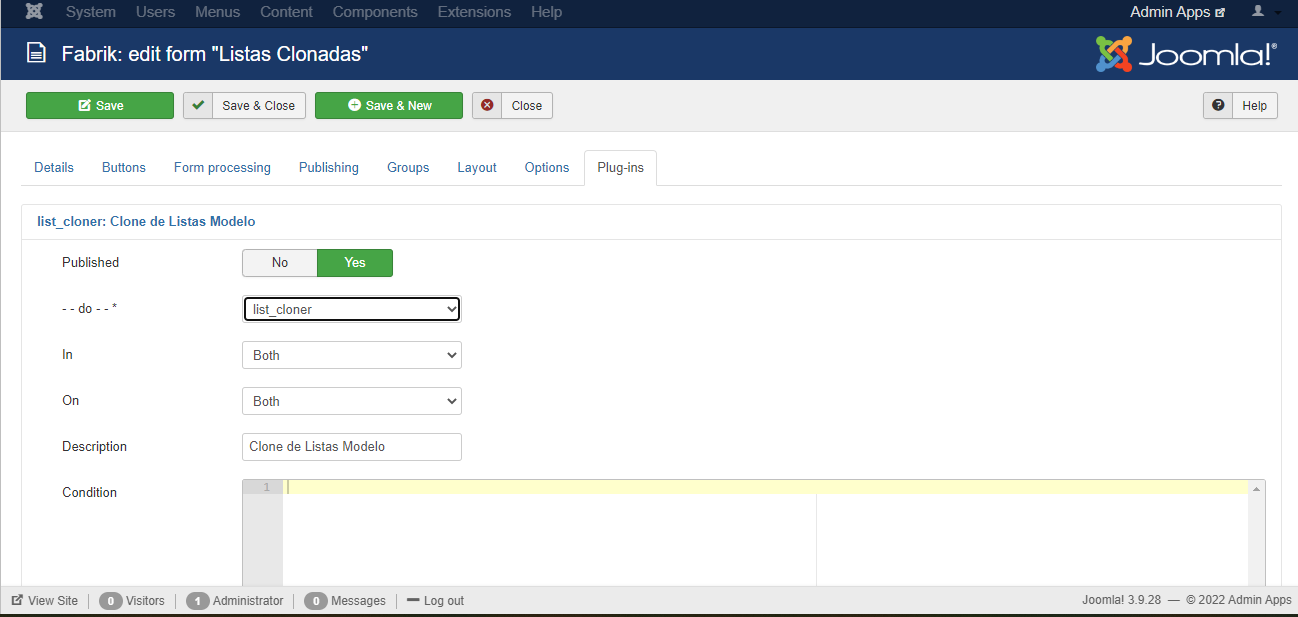 System Users Menus Content Components Extensions Help Admin Apps
Fabrik: edit form "Listas Clonadas" Joomla!®
Save Save & Close Save & New Close Help
Details Buttons Form processing Publishing Groups Layout Options Plug-ins
list_cloner: Clone de Listas Modelo
Published No Yes
- - do - - * list_cloner
In Both
On Both
Description Clone de Listas Modelo
Condition 1
View Site 0 Visitors 1 Administrator 0 Messages Log out Joomla! 3.9.28 — © 2022 Admin Apps